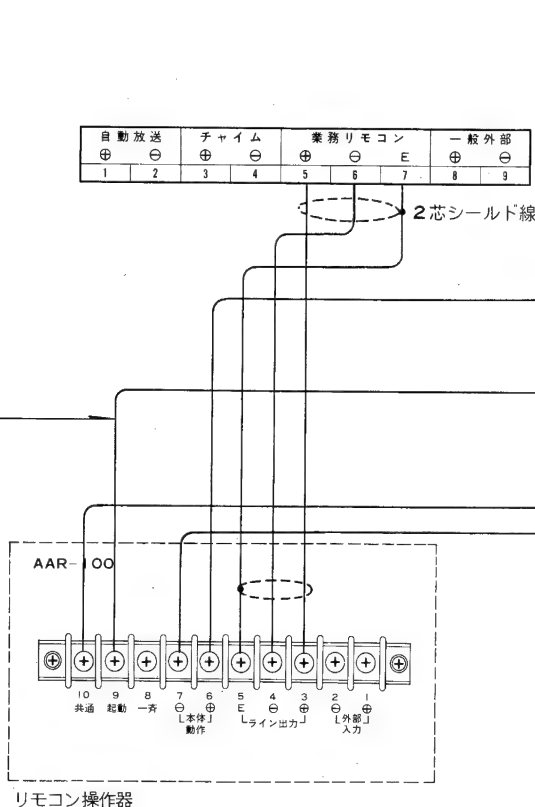 自動放送 チャイム 業務リモコン 一般外部
⊕ ⊖ ⊕ ⊖ ⊕ ⊖ E ⊕ ⊖
1 2 3 4 5 6 7 8 9
2芯シールド線
AAR-100
10 9 8 7 6 5 4 3 2 1
共通 起動 一斉 ⊖ ⊕ E ⊖ ⊕ ⊖ ⊕
本体動作 ライン出力 外部入力
リモコン操作器